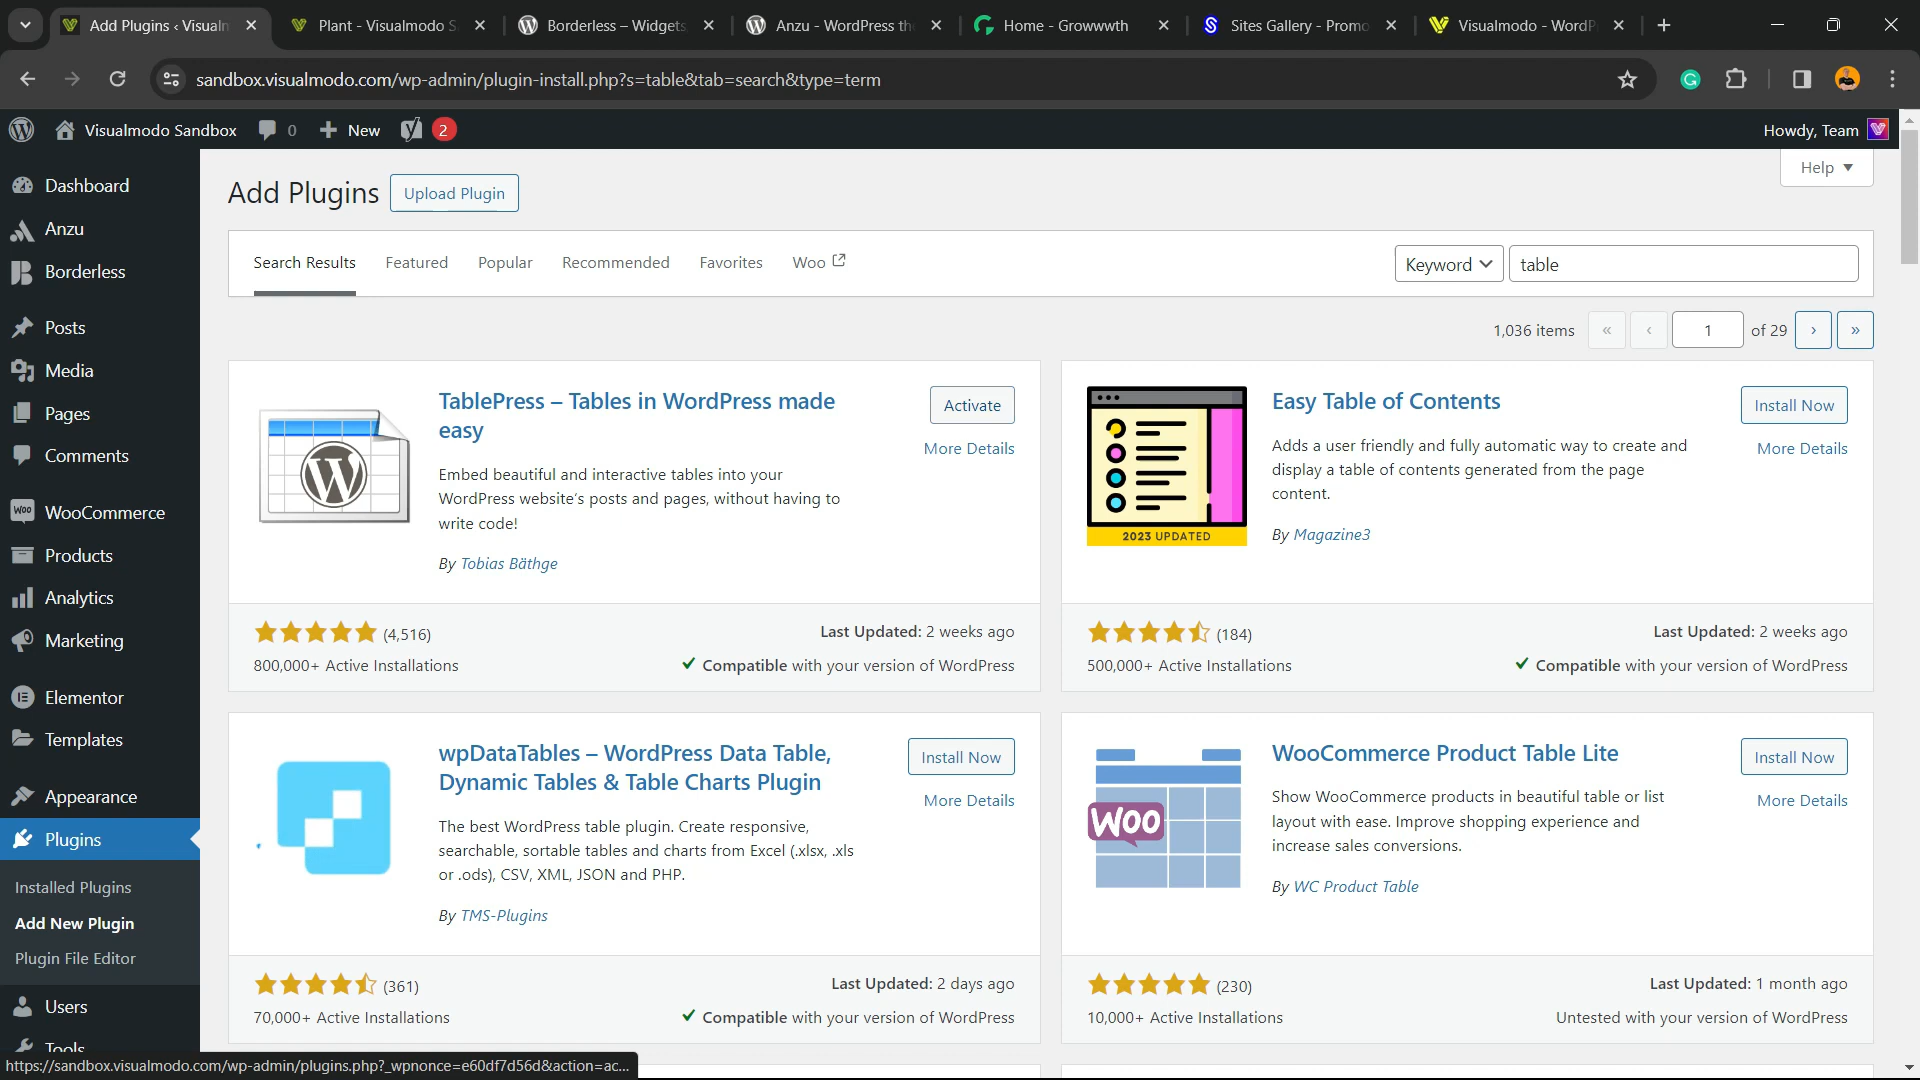 Add Plugins ‹ Visualm
Plant - Visualmodo S
Borderless – Widgets
Anzu - WordPress th
Home - Growwwth
Sites Gallery - Promo
Visualmodo - WordP
sandbox.visualmodo.com/wp-admin/plugin-install.php?s=table&tab=search&type=term
Visualmodo Sandbox
0
New
2
Howdy, Team
Help
Dashboard
Anzu
Borderless
Posts
Media
Pages
Comments
WooCommerce
Products
Analytics
Marketing
Elementor
Templates
Appearance
Plugins
Installed Plugins
Add New Plugin
Plugin File Editor
Users
Tools
Add Plugins
Upload Plugin
Search Results
Featured
Popular
Recommended
Favorites
Woo
Keyword
table
1,036 items
«
‹
1
of 29
›
»
TablePress – Tables in WordPress made
easy
Activate
More Details
Embed beautiful and interactive tables into your
WordPress website's posts and pages, without having to
write code!
By Tobias Bäthge
(4,516)
Last Updated: 2 weeks ago
800,000+ Active Installations
Compatible with your version of WordPress
2023 UPDATED
Easy Table of Contents
Install Now
More Details
Adds a user friendly and fully automatic way to create and
display a table of contents generated from the page
content.
By Magazine3
(184)
Last Updated: 2 weeks ago
500,000+ Active Installations
Compatible with your version of WordPress
wpDataTables – WordPress Data Table,
Dynamic Tables & Table Charts Plugin
Install Now
More Details
The best WordPress table plugin. Create responsive,
searchable, sortable tables and charts from Excel (.xlsx, .xls
or .ods), CSV, XML, JSON and PHP.
By TMS-Plugins
(361)
Last Updated: 2 days ago
70,000+ Active Installations
Compatible with your version of WordPress
WOO
WooCommerce Product Table Lite
Install Now
More Details
Show WooCommerce products in beautiful table or list
layout with ease. Improve shopping experience and
increase sales conversions.
By WC Product Table
(230)
Last Updated: 1 month ago
10,000+ Active Installations
Untested with your version of WordPress
https://sandbox.visualmodo.com/wp-admin/plugins.php?_wpnonce=e60df7d56d&action=ac...